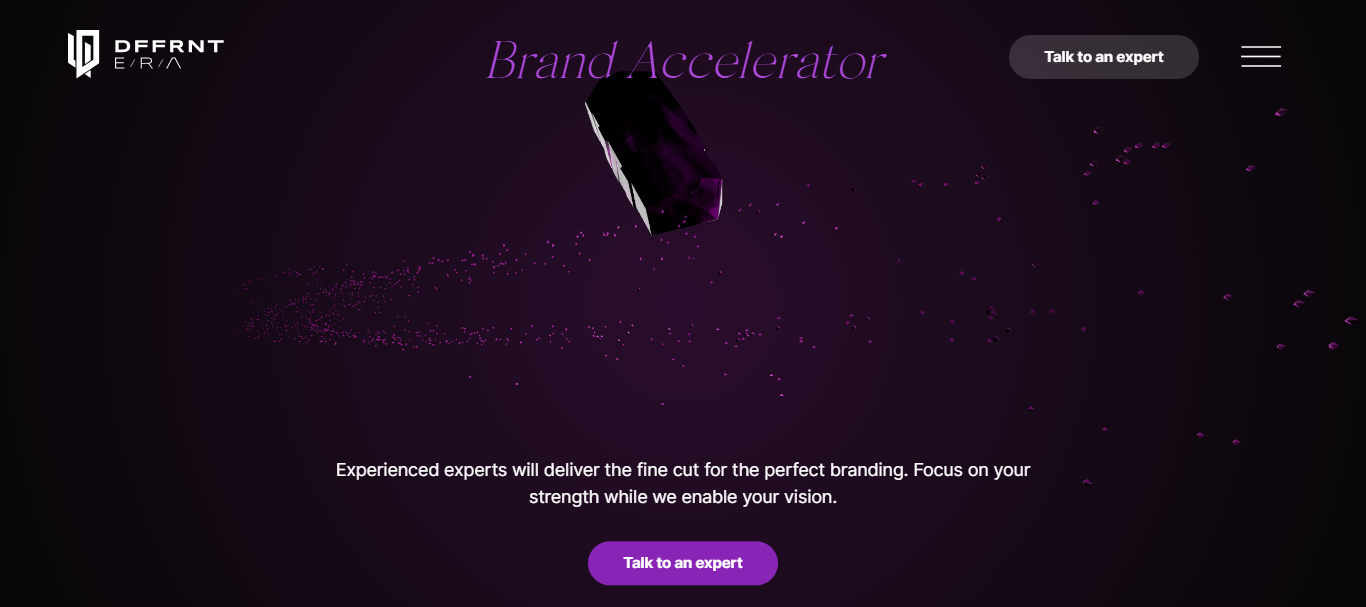 DFFRNT
E/R/A
Brand Accelerator
Talk to an expert
Experienced experts will deliver the fine cut for the perfect branding. Focus on your
strength while we enable your vision.
Talk to an expert